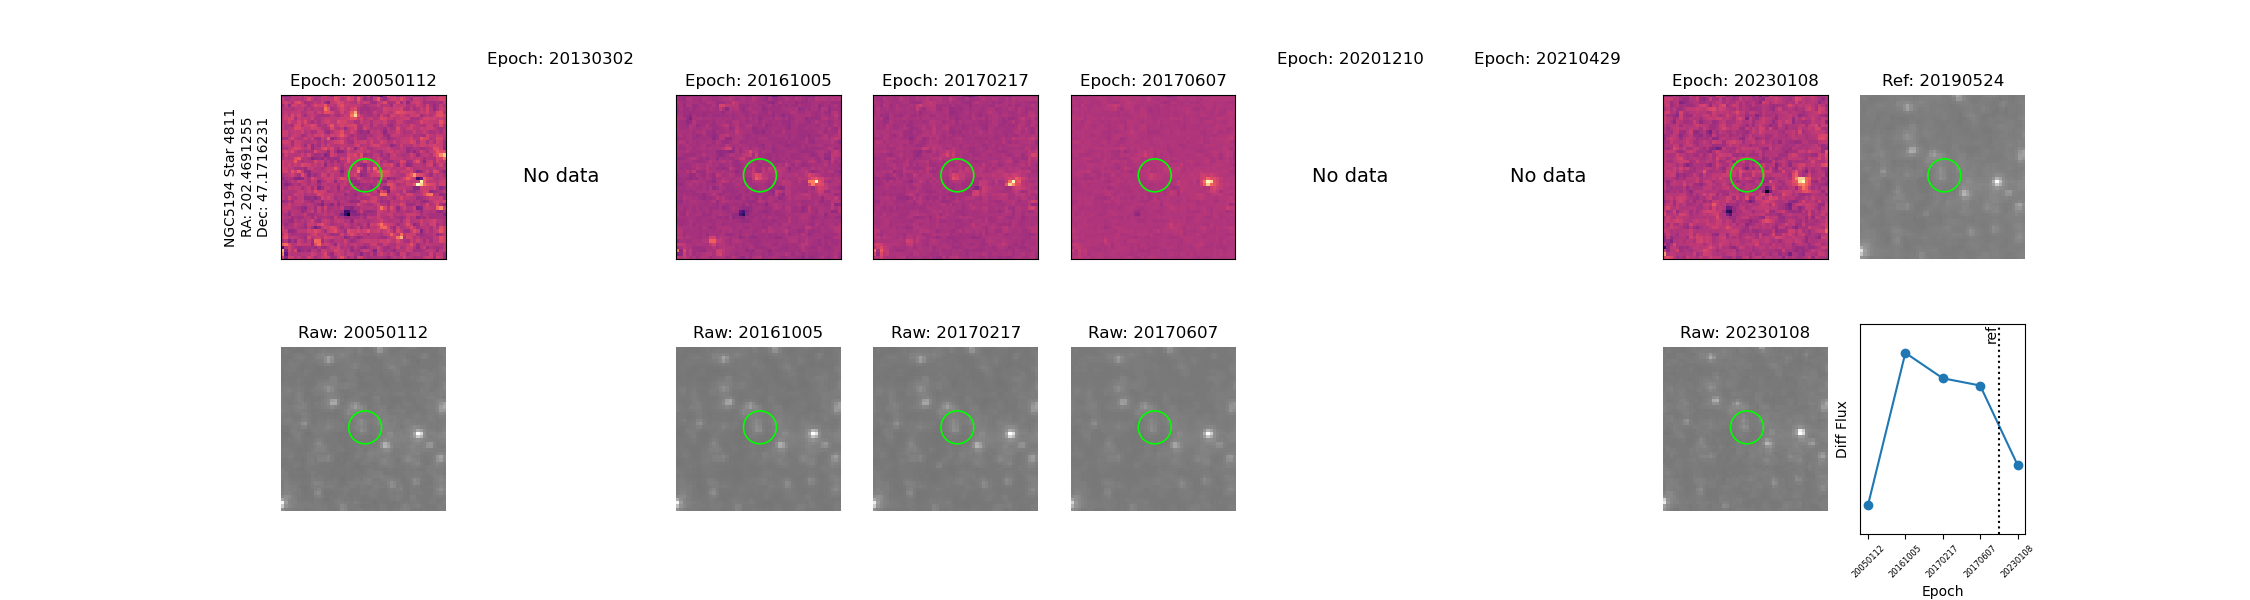 Epoch: 20130302
Epoch: 20201210
Epoch: 20210429
Epoch: 20050112
Epoch: 20161005
Epoch: 20170217
Epoch: 20170607
Epoch: 20230108
Ref: 20190524
NGC5194 Star 4811
RA: 202.4691255
Dec: 47.1716231
No data
No data
No data
Raw: 20050112
Raw: 20161005
Raw: 20170217
Raw: 20170607
Raw: 20230108
ref
Diff Flux
20050112
20161005
20170217
20170607
20230108
Epoch